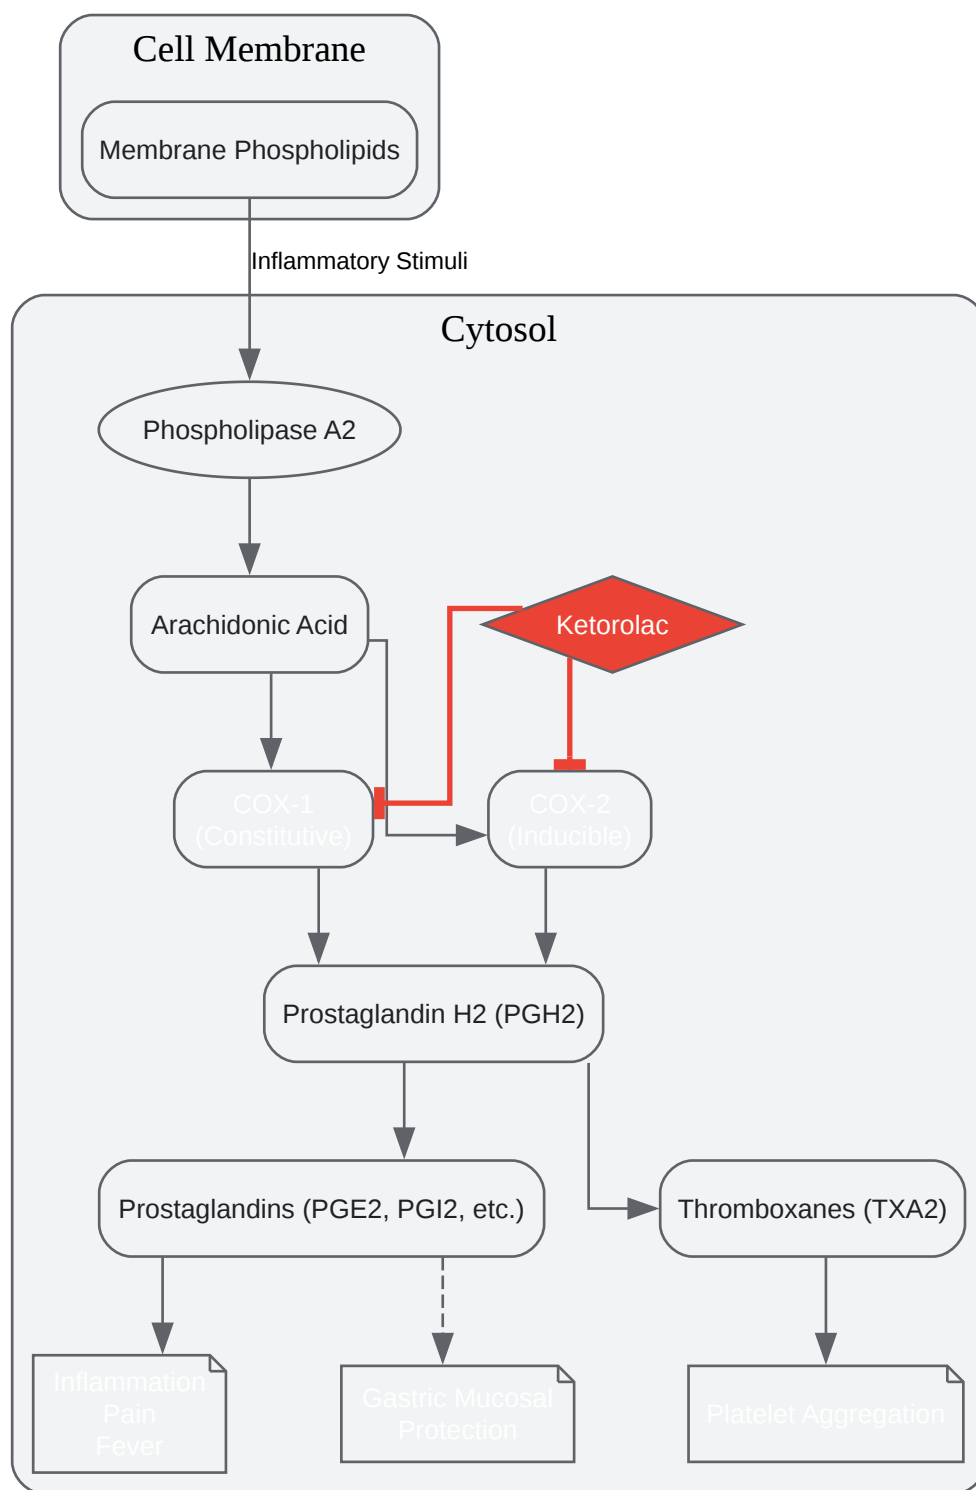 Cell Membrane
Membrane Phospholipids
Inflammatory Stimuli
Cytosol
Phospholipase A2
Arachidonic Acid
Ketorolac
COX-1
(Constitutive)
COX-2
(Inducible)
Prostaglandin H2 (PGH2)
Prostaglandins (PGE2, PGI2, etc.)
Thromboxanes (TXA2)
Inflammation
Pain
Fever
Gastric Mucosal
Protection
Platelet Aggregation